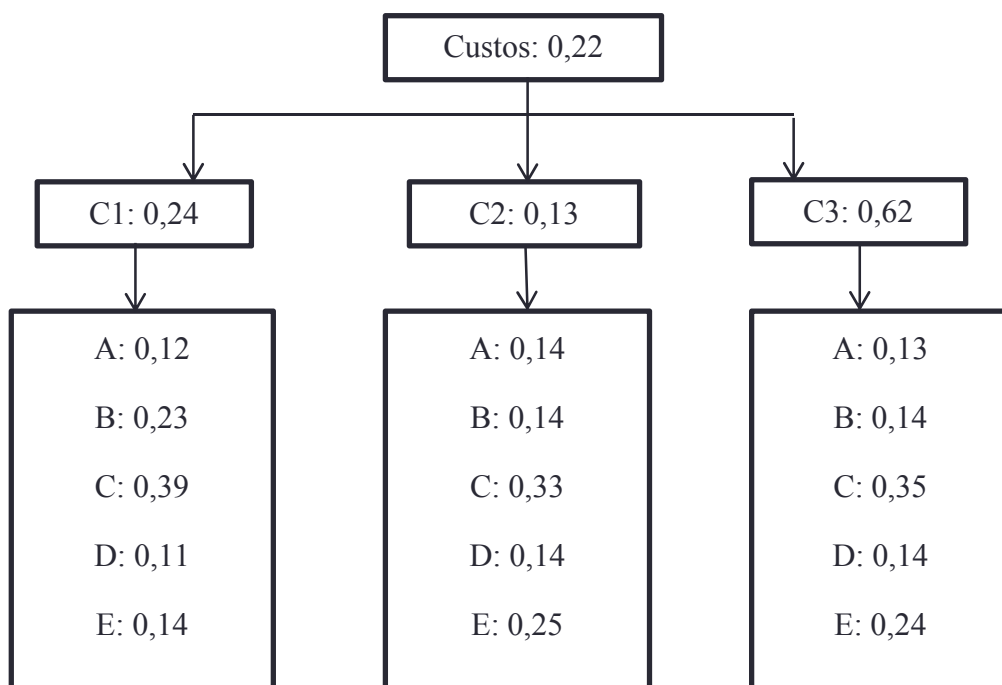 Custos: 0,22
C1: 0,24
C2: 0,13
C3: 0,62
A: 0,12
B: 0,23
C: 0,39
D: 0,11
E: 0,14
A: 0,14
B: 0,14
C: 0,33
D: 0,14
E: 0,25
A: 0,13
B: 0,14
C: 0,35
D: 0,14
E: 0,24